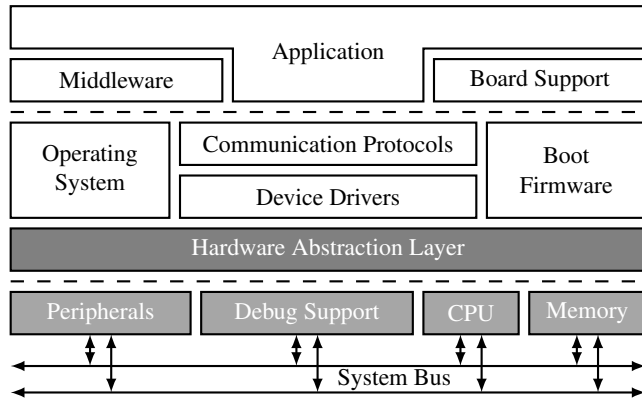 Application
Middleware
Board Support
Operating
System
Communication Protocols
Device Drivers
Boot
Firmware
Hardware Abstraction Layer
Peripherals
Debug Support
CPU
Memory
System Bus